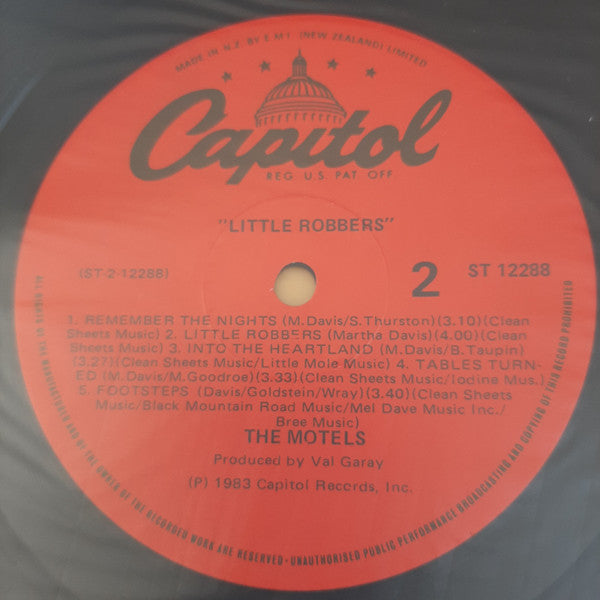 MADE IN N.Z. BY E M I (NEW ZEALAND) LIMITED
Capitol
REG U.S. PAT OFF
"LITTLE ROBBERS"
(ST-2-12288)
2
ST 12288
1. REMEMBER THE NIGHTS (M.Davis/S.Thurston)(3.10)(Clean
Sheets Music) 2. LITTLE ROBBERS (Martha Davis)(4.00)(Clean
Sheets Music) 3. INTO THE HEARTLAND (M.Davis/B.Taupin)
(3.27)(Clean Sheets Music/Little Mole Music) 4. TABLES TURN-
ED (M.Davis/M.Goodroe)(3.33)(Clean Sheets Music/Iodine Mus.)
5. FOOTSTEPS (Davis/Goldstein/Wray)(3.40)(Clean Sheets
Music/Black Mountain Road Music/Mel Dave Music Inc./
Bree Music)
THE MOTELS
Produced by Val Garay
(P) 1983 Capitol Records, Inc.
ALL RIGHTS OF THE MANUFACTURER AND OF THE OWNER OF THE RECORDED WORK ARE RESERVED-UNAUTHORISED PUBLIC PERFORMANCE BROADCASTING AND COPYING OF THIS RECORD PROHIBITED